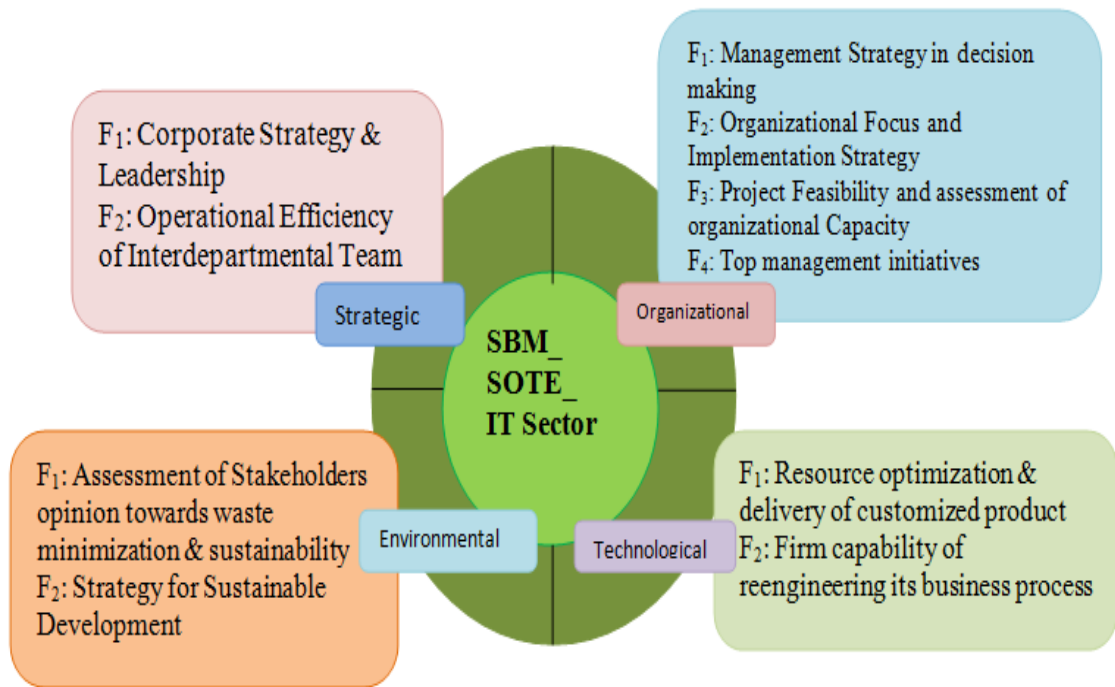 F₁: Corporate Strategy &
Leadership
F₂: Operational Efficiency
of Interdepartmental Team
Strategic
F₁: Management Strategy in decision
making
F₂: Organizational Focus and
Implementation Strategy
F₃: Project Feasibility and assessment of
organizational Capacity
F₄: Top management initiatives
Organizational
SBM_
SOTE_
IT Sector
F₁: Assessment of Stakeholders
opinion towards waste
minimization & sustainability
F₂: Strategy for Sustainable
Development
Environmental
Technological
F₁: Resource optimization &
delivery of customized product
F₂: Firm capability of
reengineering its business process